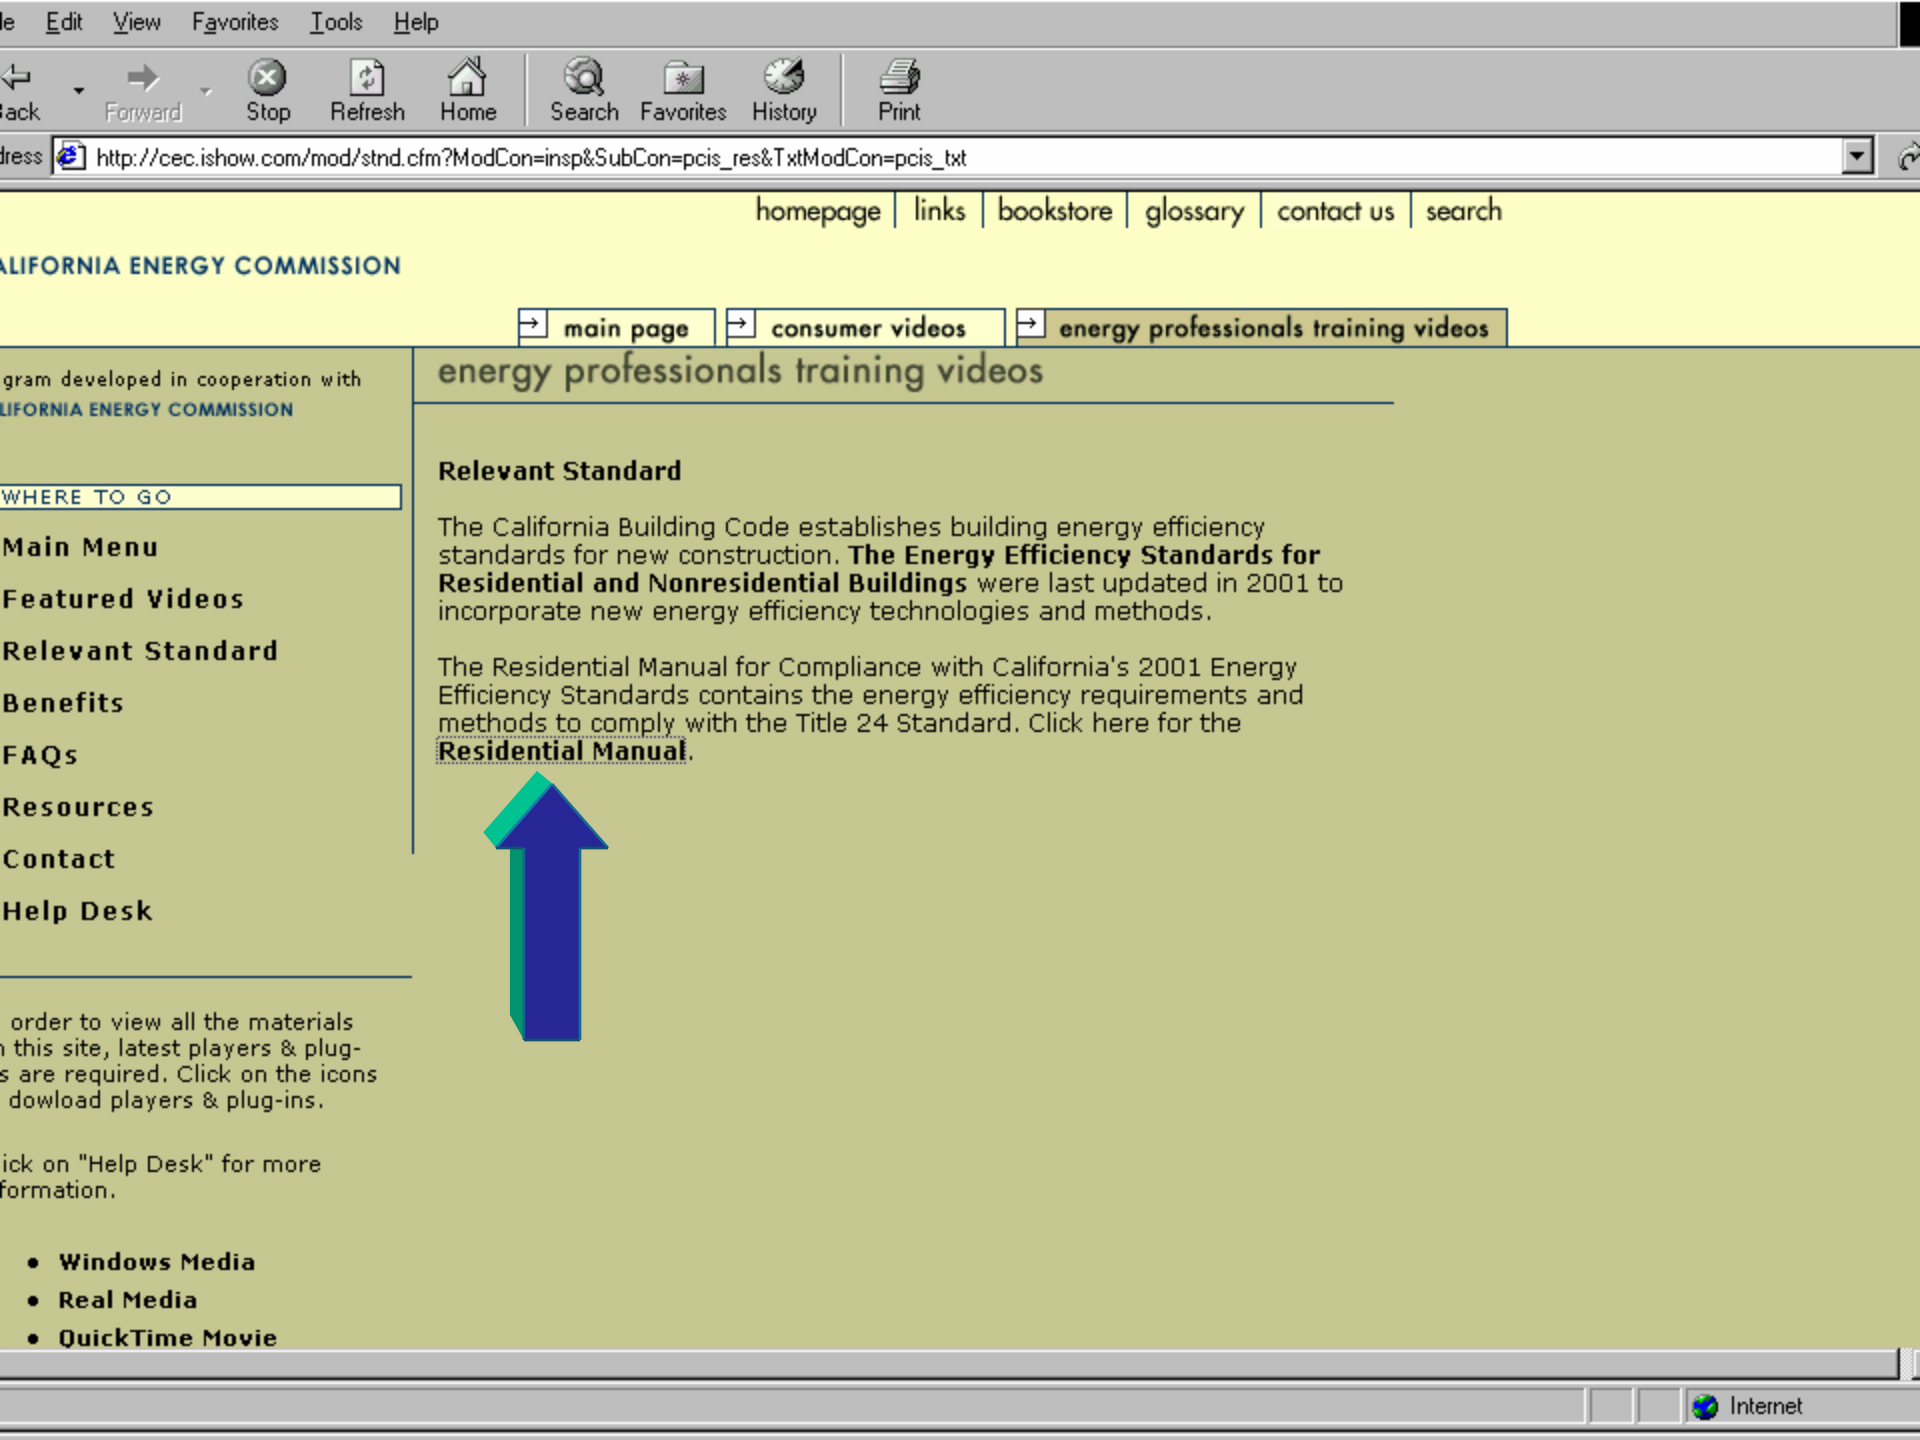 le Edit View Favorites Tools Help
Back Forward Stop Refresh Home Search Favorites History Print
dress http://cec.ishow.com/mod/stnd.cfm?ModCon=insp&SubCon=pcis_res&TxtModCon=pcis_txt
homepage links bookstore glossary contact us search
ALIFORNIA ENERGY COMMISSION
main page consumer videos energy professionals training videos
gram developed in cooperation with
LIFORNIA ENERGY COMMISSION
WHERE TO GO
Main Menu
Featured Videos
Relevant Standard
Benefits
FAQs
Resources
Contact
Help Desk
order to view all the materials
n this site, latest players & plug-
s are required. Click on the icons
dowload players & plug-ins.
ick on "Help Desk" for more
formation.
• Windows Media
• Real Media
• QuickTime Movie
energy professionals training videos
Relevant Standard
The California Building Code establishes building energy efficiency
standards for new construction. The Energy Efficiency Standards for
Residential and Nonresidential Buildings were last updated in 2001 to
incorporate new energy efficiency technologies and methods.
The Residential Manual for Compliance with California's 2001 Energy
Efficiency Standards contains the energy efficiency requirements and
methods to comply with the Title 24 Standard. Click here for the
Residential Manual.
Internet